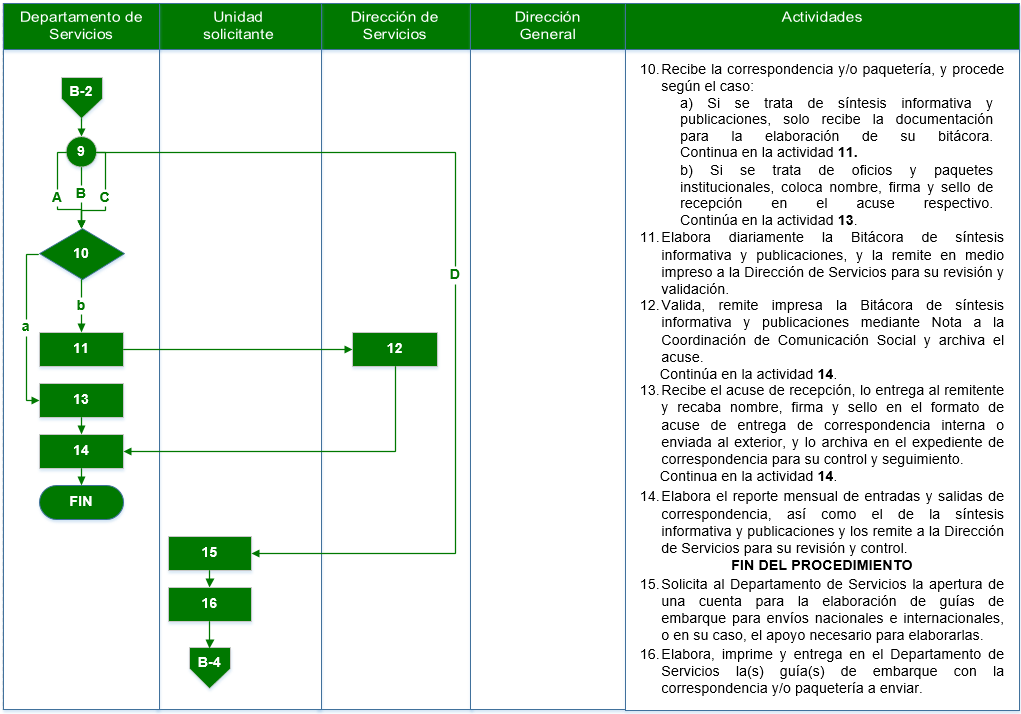 Departamento de
Servicios
Unidad
solicitante
Dirección de
Servicios
Dirección
General
Actividades
B-2
9
A
B
C
10
D
b
a
11
12
13
14
FIN
15
16
B-4
10. Recibe la correspondencia y/o paquetería, y procede
según el caso:
a) Si se trata de síntesis informativa y
publicaciones, solo recibe la documentación
para la elaboración de su bitácora.
Continua en la actividad 11.
b) Si se trata de oficios y paquetes
institucionales, coloca nombre, firma y sello de
recepción en el acuse respectivo.
Continúa en la actividad 13.
11. Elabora diariamente la Bitácora de síntesis
informativa y publicaciones, y la remite en medio
impreso a la Dirección de Servicios para su revisión y
validación.
12. Valida, remite impresa la Bitácora de síntesis
informativa y publicaciones mediante Nota a la
Coordinación de Comunicación Social y archiva el
acuse.
Continúa en la actividad 14.
13. Recibe el acuse de recepción, lo entrega al remitente
y recaba nombre, firma y sello en el formato de
acuse de entrega de correspondencia interna o
enviada al exterior, y lo archiva en el expediente de
correspondencia para su control y seguimiento.
Continua en la actividad 14.
14. Elabora el reporte mensual de entradas y salidas de
correspondencia, así como el de la síntesis
informativa y publicaciones y los remite a la Dirección
de Servicios para su revisión y control.
FIN DEL PROCEDIMIENTO
15. Solicita al Departamento de Servicios la apertura de
una cuenta para la elaboración de guías de
embarque para envíos nacionales e internacionales,
o en su caso, el apoyo necesario para elaborarlas.
16. Elabora, imprime y entrega en el Departamento de
Servicios la(s) guía(s) de embarque con la
correspondencia y/o paquetería a enviar.